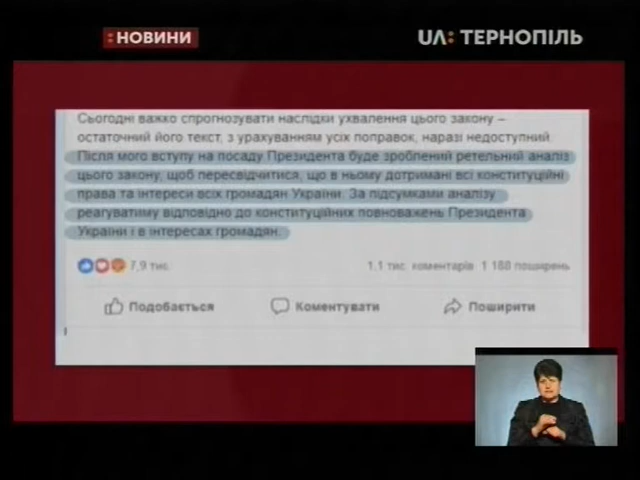 :НОВИНИ
UA: ТЕРНОПІЛЬ
Сьогодні важко спрогнозувати наслідки ухвалення цього закону –
остаточний його текст, з урахуванням усіх поправок, наразі недоступний.
Після мого вступу на посаду Президента буде зроблений ретельний аналіз
цього закону, щоб пересвідчитися, що в ньому дотримані всі конституційні
права та інтереси всіх громадян України. За підсумками аналізу
реагуватиму відповідно до конституційних повноважень Президента
України і в інтересах громадян.
7,9 тис. 1,1 тис. коментарів 1 188 поширень
Подобається Коментувати Поширити